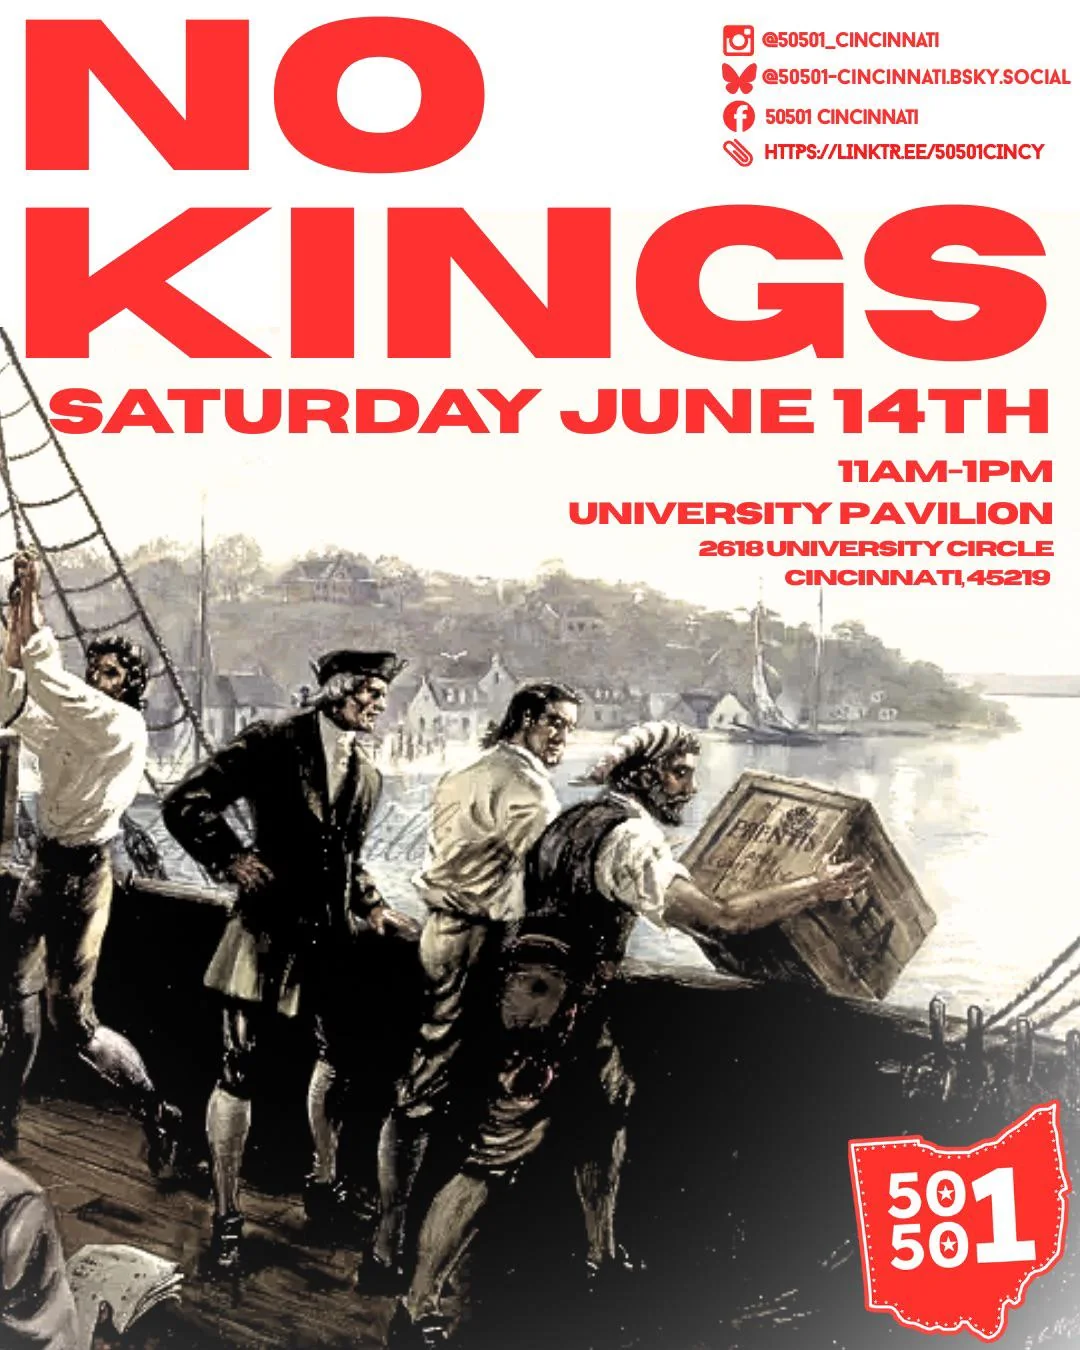 NO
KINGS
@50501_CINCINNATI
@50501-CINCINNATI.BSKY.SOCIAL
50501 CINCINNATI
HTTPS://LINKTR.EE/50501CINCY
SATURDAY JUNE 14TH
11AM-1PM
UNIVERSITY PAVILION
2618 UNIVERSITY CIRCLE
CINCINNATI, 45219
TEA
50
50
1